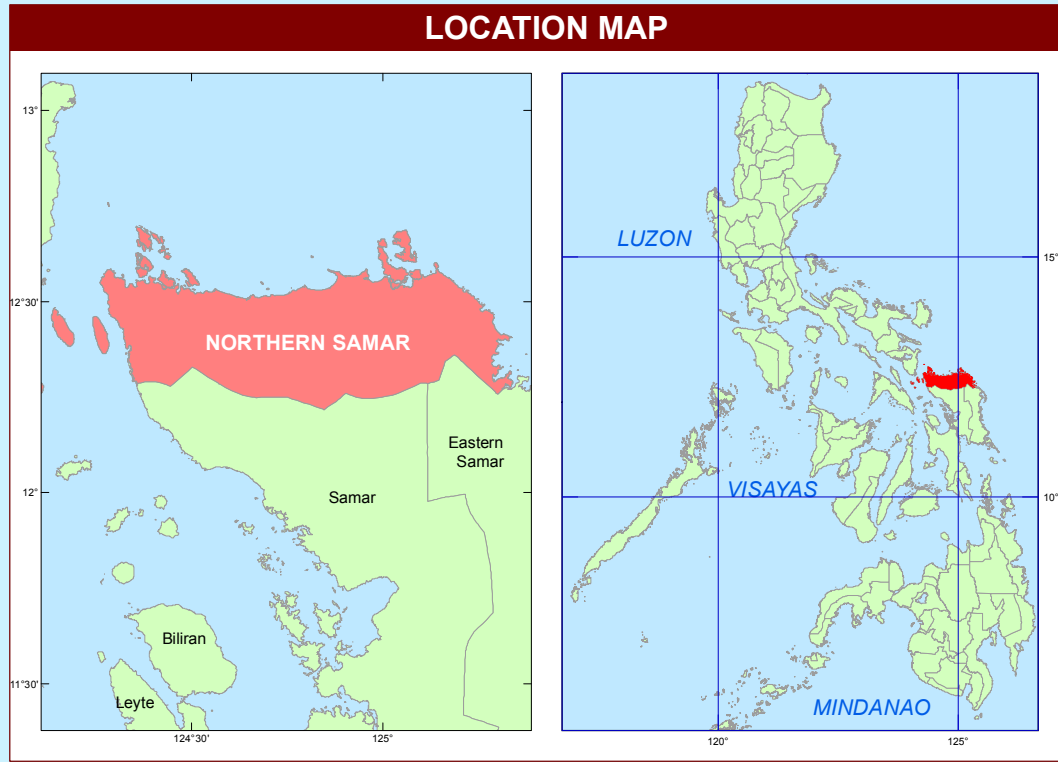 LOCATION MAP
13°
12°30'
12°
11°30'
124°30'
125°
NORTHERN SAMAR
Eastern
Samar
Samar
Biliran
Leyte
LUZON
VISAYAS
MINDANAO
15°
10°
120°
125°